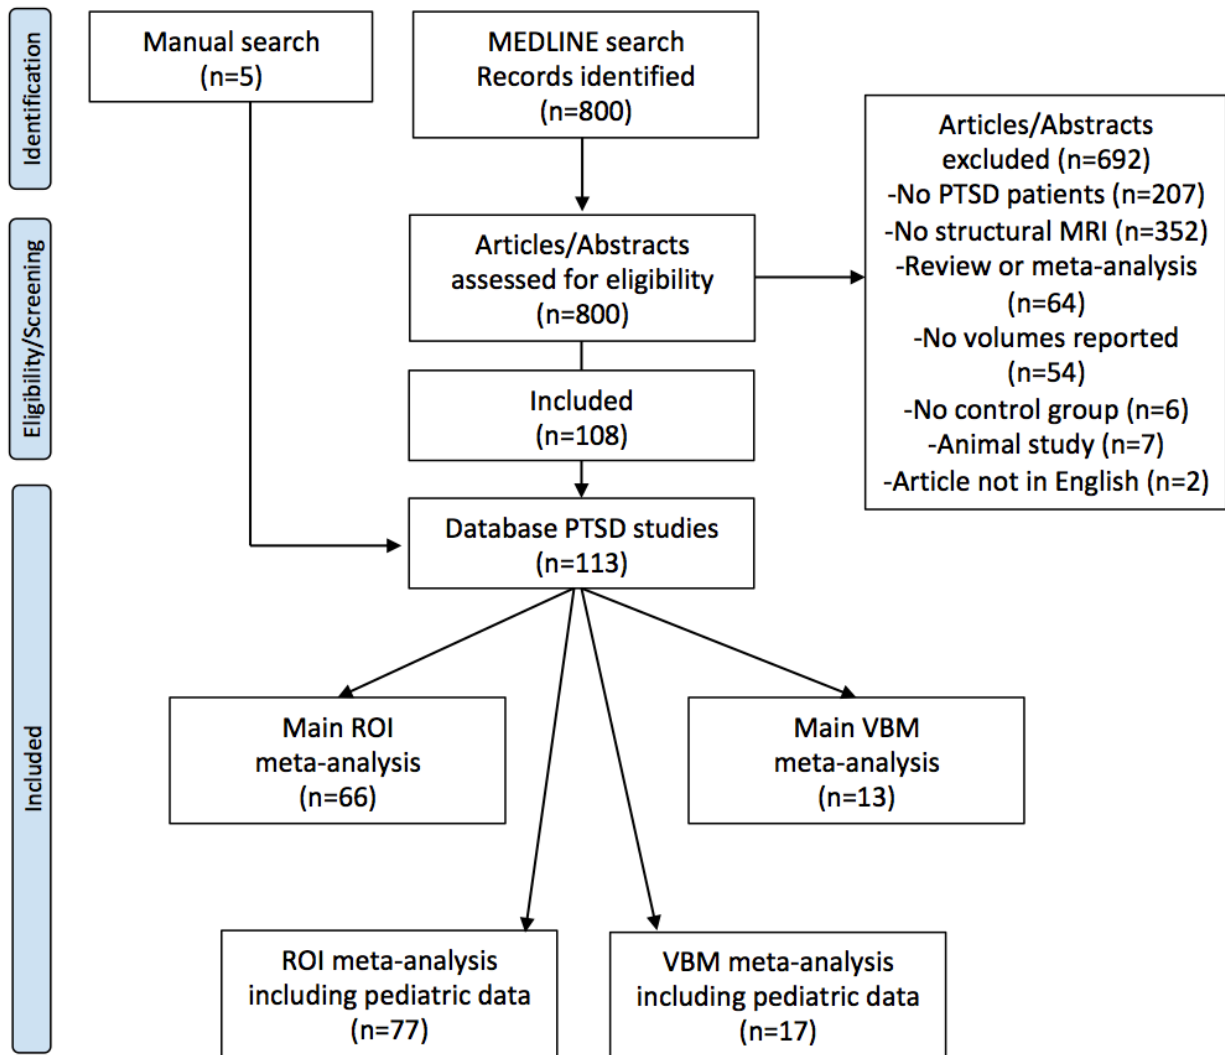 Identification
Manual search
(n=5)
MEDLINE search
Records identified
(n=800)
Articles/Abstracts
excluded (n=692)
-No PTSD patients (n=207)
-No structural MRI (n=352)
-Review or meta-analysis
(n=64)
-No volumes reported
(n=54)
-No control group (n=6)
-Animal study (n=7)
-Article not in English (n=2)
Eligibility/Screening
Articles/Abstracts
assessed for eligibility
(n=800)
Included
(n=108)
Included
Database PTSD studies
(n=113)
Main ROI
meta-analysis
(n=66)
Main VBM
meta-analysis
(n=13)
ROI meta-analysis
including pediatric data
(n=77)
VBM meta-analysis
including pediatric data
(n=17)